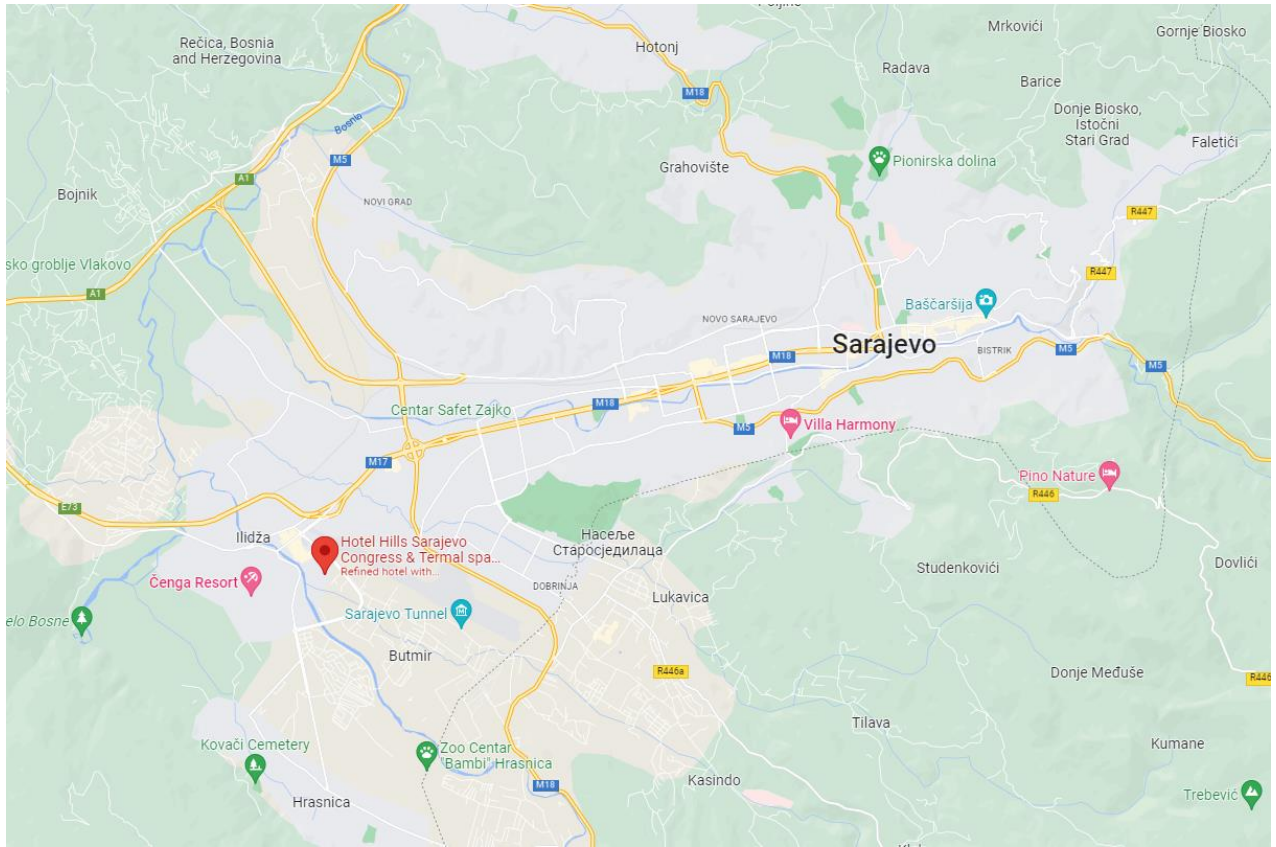 Mrkovići
Gornje Biosko
Rečica, Bosnia
and Herzegovina
Hotonj
Radava
Barice
M18
Bosnia
Donje Biosko,
Istočni
Stari Grad
Faletići
M5
Pionirska dolina
Grahovište
A1
Bojnik
NOVI GRAD
R447
sko groblje Vlakovo
R447
A1
Baščaršija
NOVO SARAJEVO
Sarajevo
BISTRIK
M5
M18
M5
M18
Centar Safet Zajko
M5
Villa Harmony
M17
Pino Nature
R446
E73
Ilidža
Hotel Hills Sarajevo
Congress & Termal spa...
Refined hotel with...
Насеље
Старосједилаца
Dovlići
Studenkovići
Čenga Resort
DOBRINJA
Lukavica
Sarajevo Tunnel
elo Bosne
Butmir
R446a
Donje Međuše
R446
Tilava
Kovači Cemetery
Zoo Centar
"Bambi" Hrasnica
Kumane
Kasindo
M18
Hrasnica
Trebević